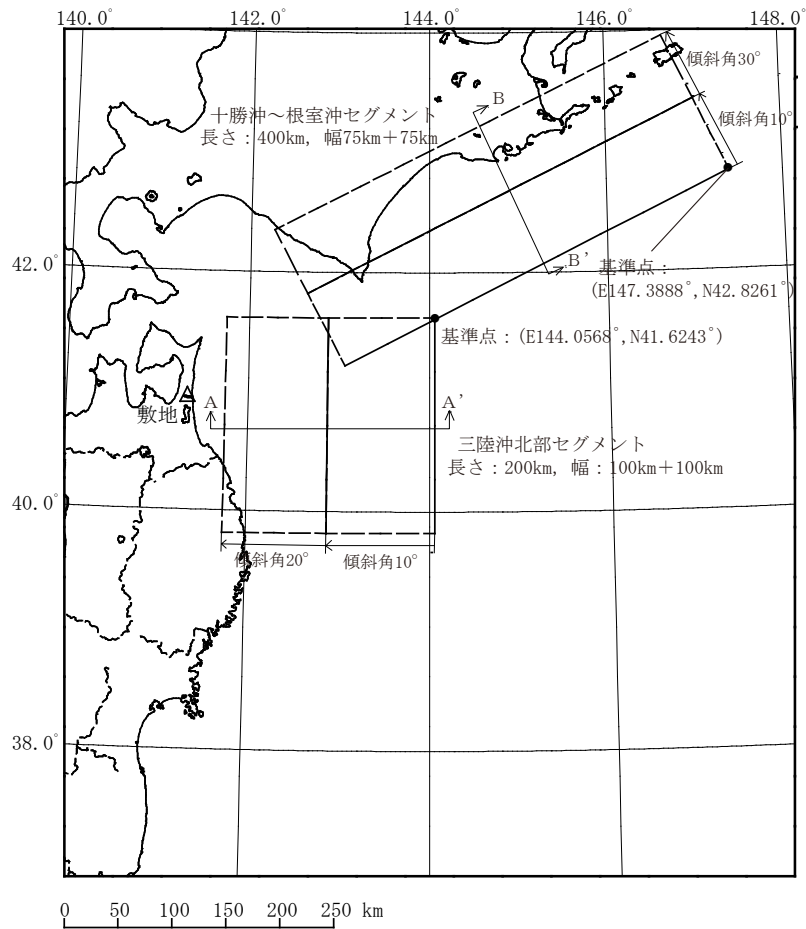 140.0°
142.0°
144.0°
146.0°
148.0°
傾斜角30°
B
十勝沖～根室沖セグメント
長さ：400km, 幅75km＋75km
傾斜角10°
42.0°
B'
基準点：
(E147.3888°,N42.8261°)
基準点：(E144.0568°,N41.6243°)
A
A'
敷地
三陸沖北部セグメント
長さ：200km, 幅：100km＋100km
40.0°
傾斜角20°
傾斜角10°
38.0°
0 50 100 150 200 250 km